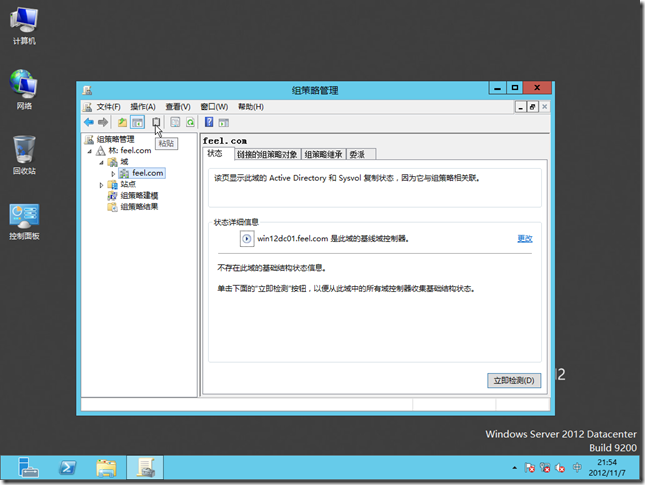 计算机
网络
回收站
控制面板
组策略管理
文件(F) 操作(A) 查看(V) 窗口(W) 帮助(H)
粘贴
组策略管理
林: feel.com
域
feel.com
站点
组策略建模
组策略结果
feel.com
状态 链接的组策略对象 组策略继承 委派
该页显示此域的 Active Directory 和 Sysvol 复制状态，因为它与组策略相关联。
状态详细信息
win12dc01.feel.com 是此域的基线域控制器。 更改
不存在此域的基础结构状态信息。
单击下面的"立即检测"按钮，以便从此域中的所有域控制器收集基础结构状态。
立即检测(D)
Windows Server 2012 Datacenter
Build 9200
21:54
2012/11/7